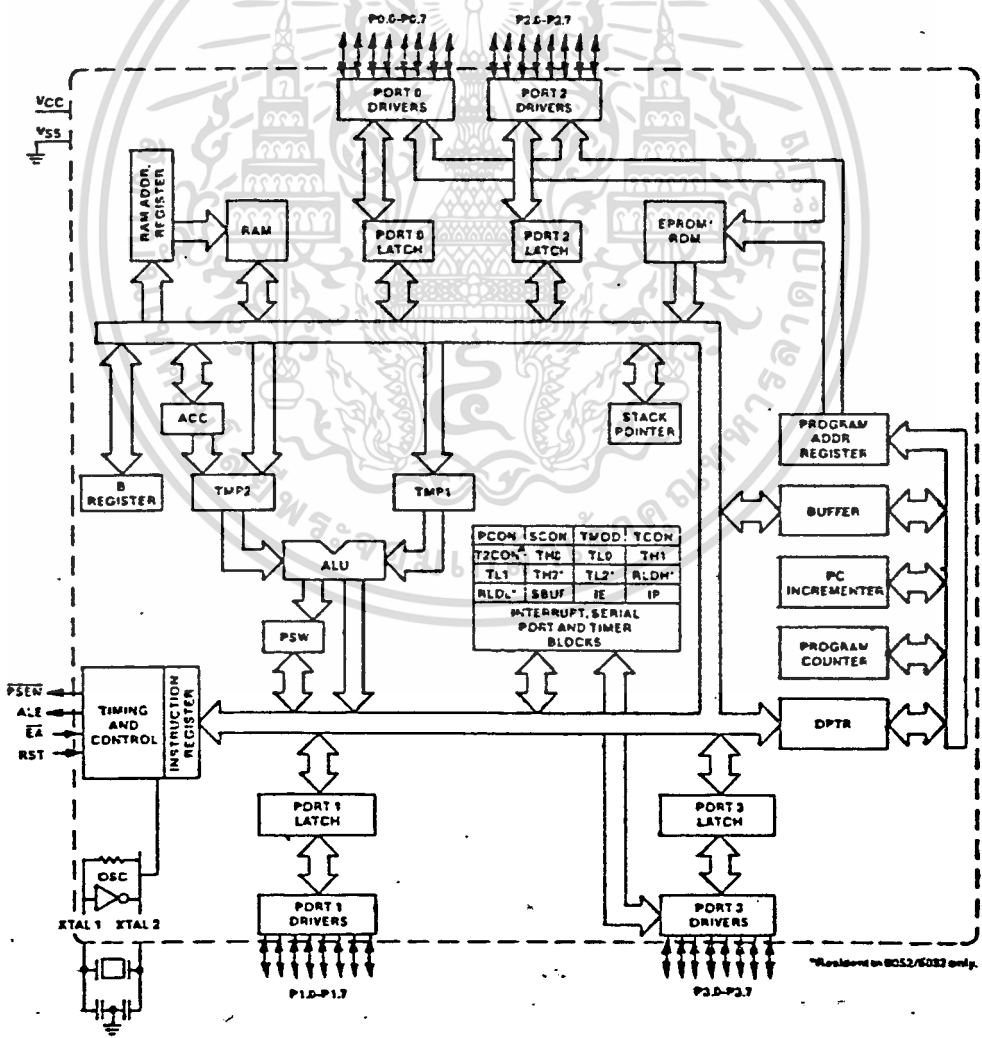 P0.0-P0.7
P2.0-P2.7
VCC
VSS
PORT 0
DRIVERS
PORT 2
DRIVERS
RAM ADDR.
REGISTER
RAM
PORT 0
LATCH
PORT 2
LATCH
EPROM/
ROM
ACC
STACK
POINTER
PROGRAM
ADDR
REGISTER
B
REGISTER
TMP2
TMP1
BUFFER
ALU
PCON SCON TMOD TCON
T2CON* TH0 TL0 TH1
TL1 TH2* TL2* RLDH*
RLDL* SBUF IE IP
INTERRUPT, SERIAL
PORT AND TIMER
BLOCKS
PC
INCREMENTER
PSW
PROGRAM
COUNTER
PSEN
ALE
EA
RST
TIMING
AND
CONTROL
INSTRUCTION
REGISTER
DPTR
PORT 1
LATCH
PORT 3
LATCH
OSC
XTAL 1 XTAL 2
PORT 1
DRIVERS
PORT 3
DRIVERS
*Resident in 8052/8032 only.
P1.0-P1.7
P3.0-P3.7